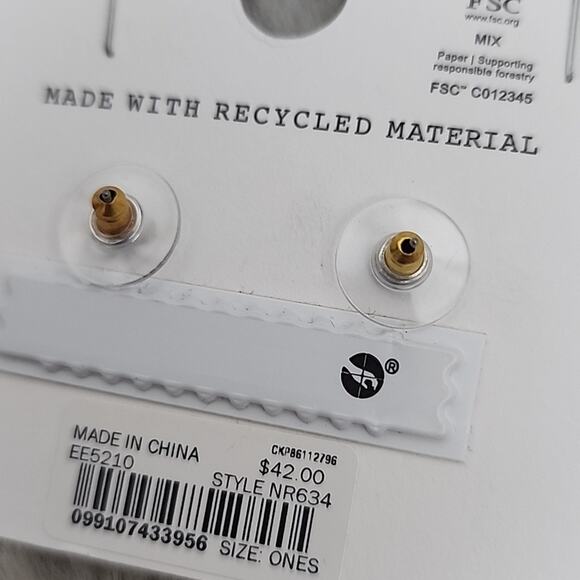 FSC
www.fsc.org
MIX
Paper | Supporting
responsible forestry
FSC™ C012345
MADE WITH RECYCLED MATERIAL
®
MADE IN CHINA CKP86112796
EE5210 $42.00
STYLE NR634
099107433956 SIZE: ONES